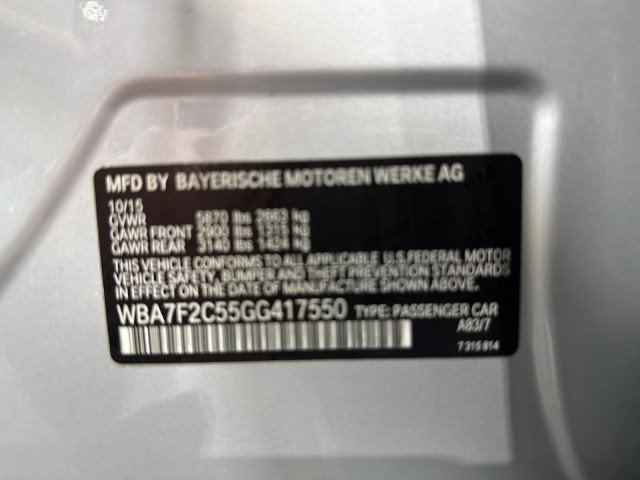 MFD BY BAYERISCHE MOTOREN WERKE AG
10/15
GVWR 5870 lbs 2663 kg
GAWR FRONT 2900 lbs 1315 kg
GAWR REAR 3140 lbs 1424 kg
THIS VEHICLE CONFORMS TO ALL APPLICABLE U.S. FEDERAL MOTOR
VEHICLE SAFETY, BUMPER, AND THEFT PREVENTION STANDARDS
IN EFFECT ON THE DATE OF MANUFACTURE SHOWN ABOVE.
WBA7F2C55GG417550 TYPE: PASSENGER CAR
A83/7
7 315 814